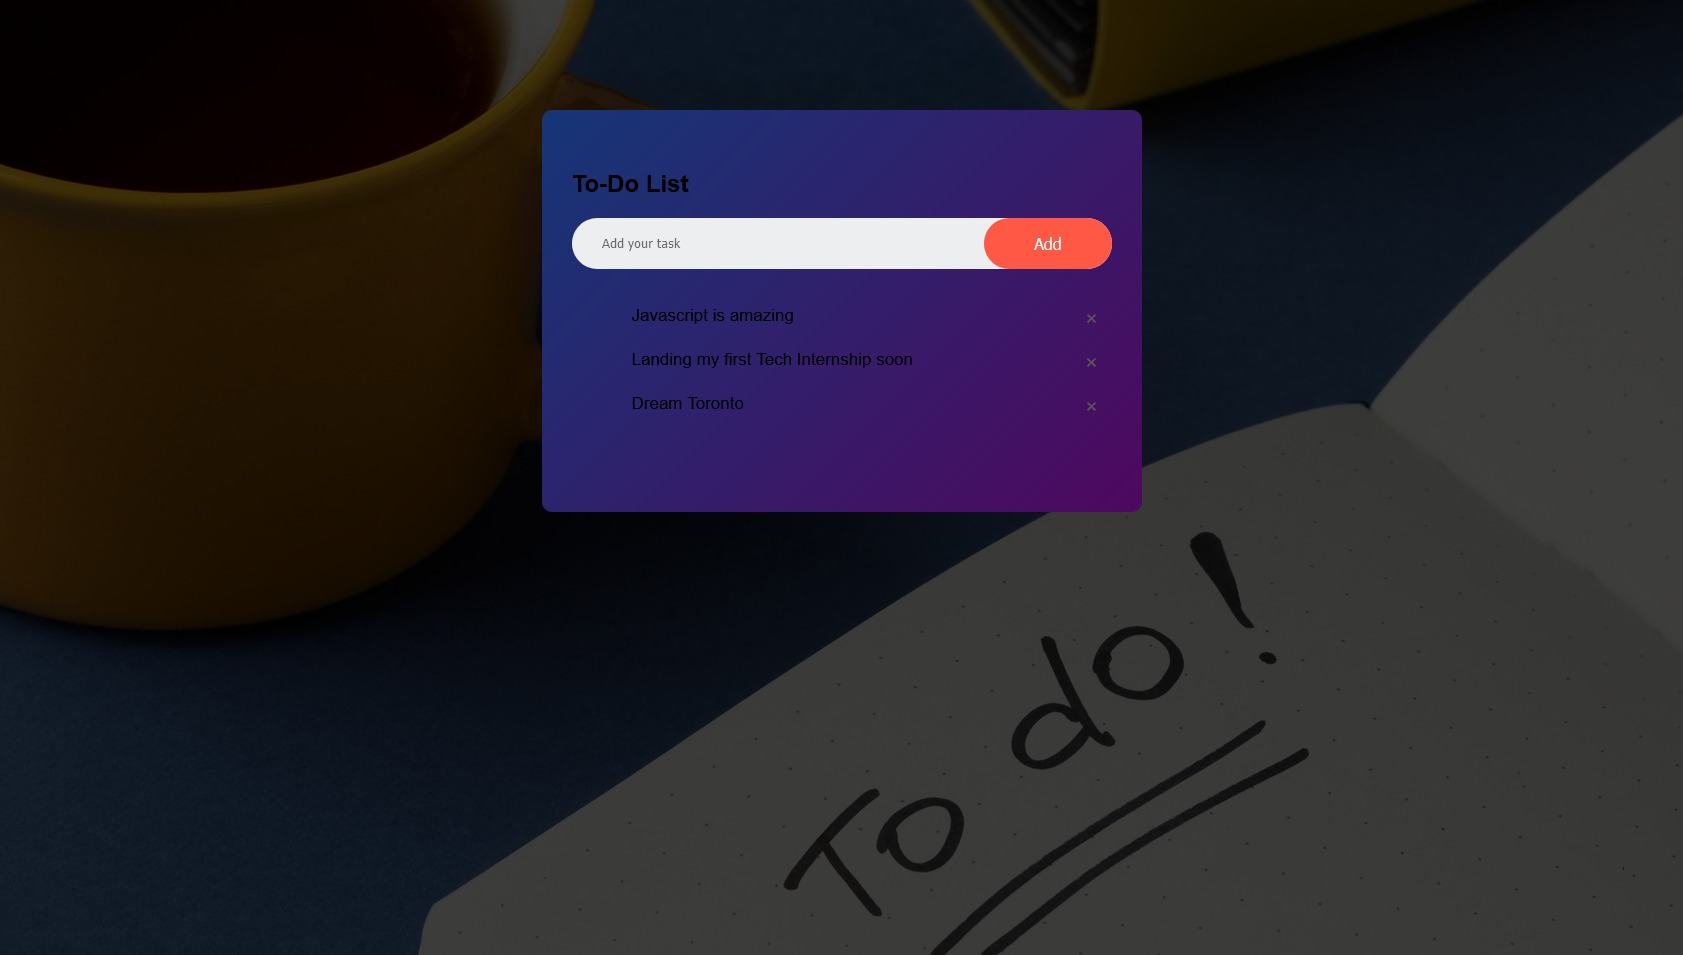 To-Do List
Add your task
Add
Javascript is amazing
×
Landing my first Tech Internship soon
×
Dream Toronto
×
To do!